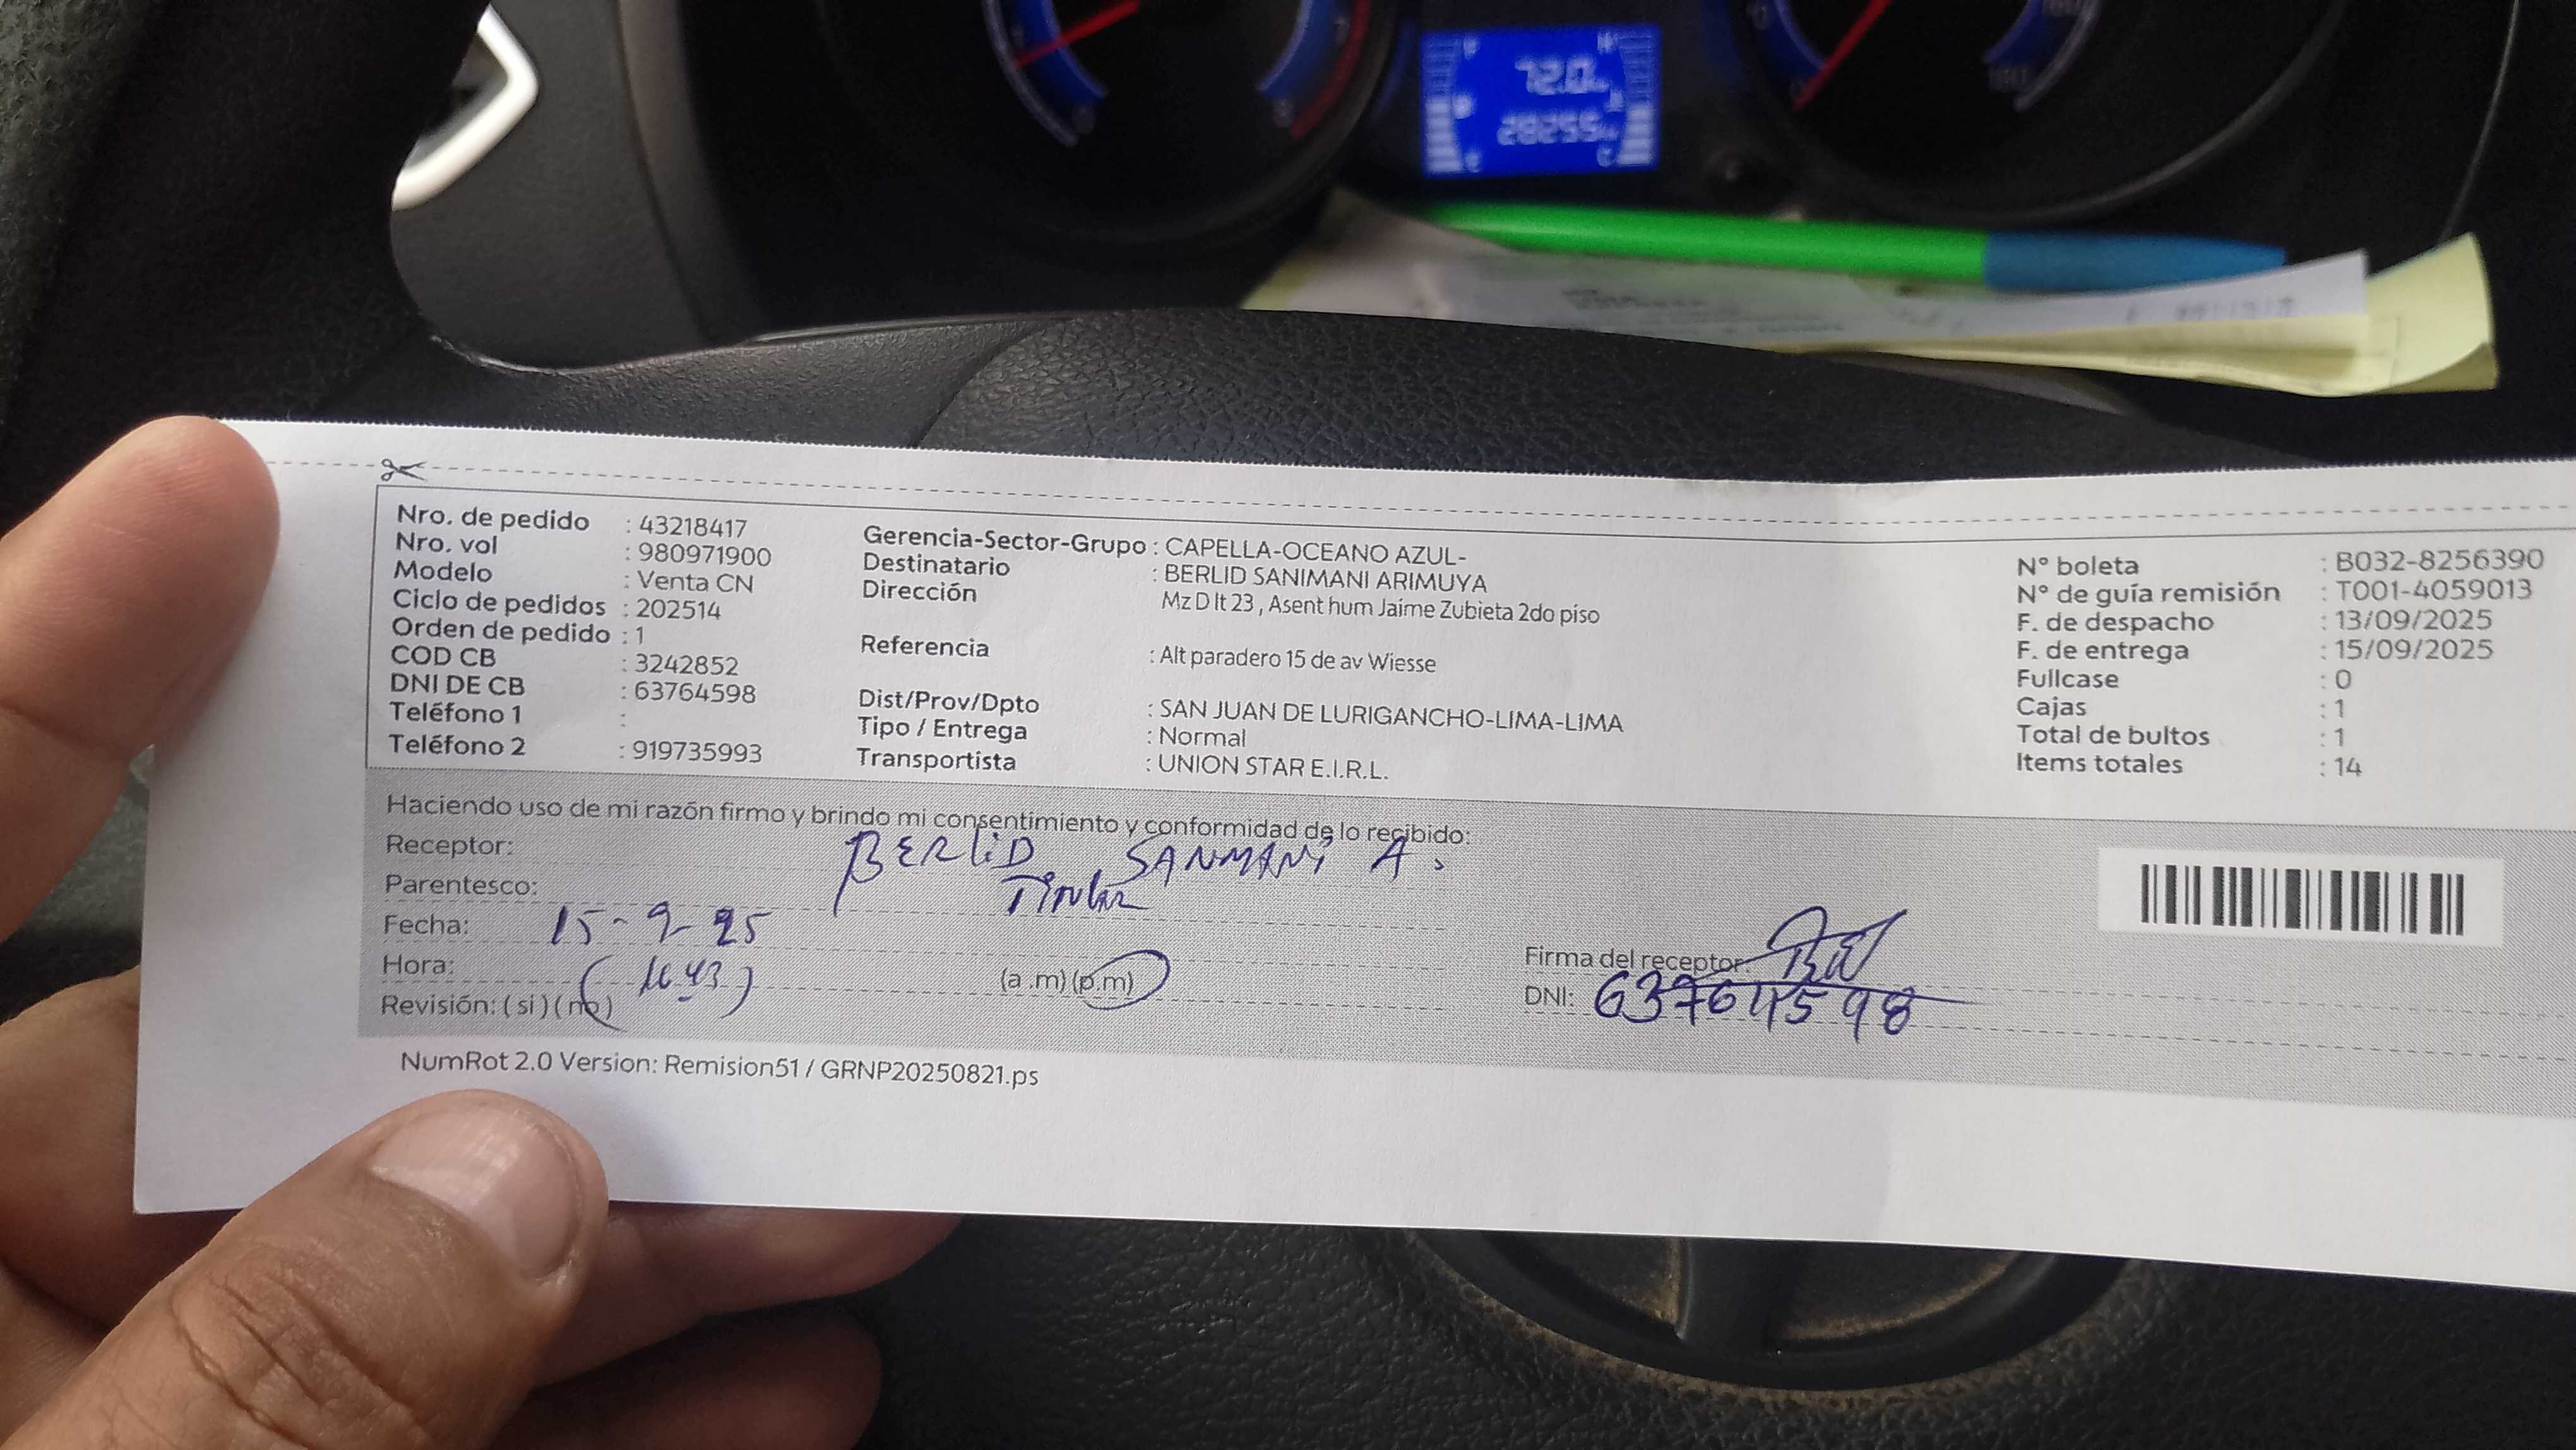 Nro. de pedido : 43218417
Nro. vol : 980971900
Modelo : Venta CN
Ciclo de pedidos : 202514
Orden de pedido : 1
COD CB : 3242852
DNI DE CB : 63764598
Teléfono 1 :
Teléfono 2 : 919735993
Gerencia-Sector-Grupo : CAPELLA-OCEANO AZUL-
Destinatario : BERLID SANIMANI ARIMUYA
Dirección Mz D lt 23 , Asent hum Jaime Zubieta 2do piso
Referencia : Alt paradero 15 de av Wiesse
Dist/Prov/Dpto : SAN JUAN DE LURIGANCHO-LIMA-LIMA
Tipo / Entrega : Normal
Transportista : UNION STAR E.I.R.L.
N° boleta : B032-8256390
N° de guía remisión : T001-4059013
F. de despacho : 13/09/2025
F. de entrega : 15/09/2025
Fullcase : 0
Cajas : 1
Total de bultos : 1
Items totales : 14
Haciendo uso de mi razón firmo y brindo mi consentimiento y conformidad de lo recibido:
Receptor: BERLID SANMANI A.
Parentesco: Titular
Fecha: 15-9-25
Hora: (a.m) (p.m)
Revisión: ( si ) ( no )
Firma del receptor:
DNI: 63764598
NumRot 2.0 Version: Remision51 / GRNP20250821.ps